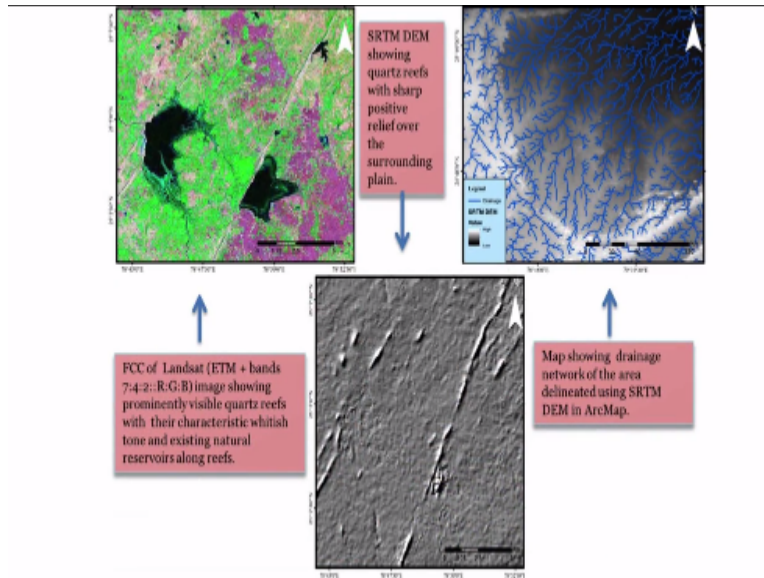 SRTM DEM
showing
quartz reefs
with sharp
positive
relief over
the
surrounding
plain.
Legend
Drainage
SRTM DEM
Value
High
Low
FCC of Landsat (ETM + bands
7:4:2::R:G:B) image showing
prominently visible quartz reefs
with their characteristic whitish
tone and existing natural
reservoirs along reefs.
Map showing drainage
network of the area
delineated using SRTM
DEM in ArcMap.